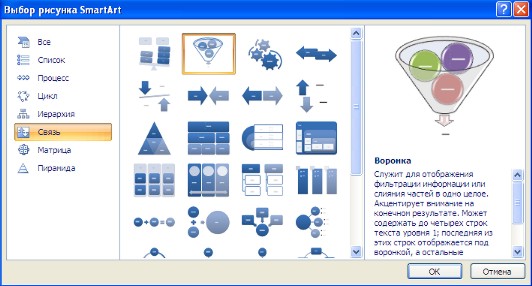 Выбор рисунка SmartArt
Все
Список
Процесс
Цикл
Иерархия
Связь
Матрица
Пирамида
Воронка
Служит для отображения
фильтрации информации или
слияния частей в одно целое.
Акцентирует внимание на
конечном результате. Может
содержать до четырех строк
текста уровня 1; последняя из
этих строк отображается под
воронкой, а остальные
ОК
Отмена